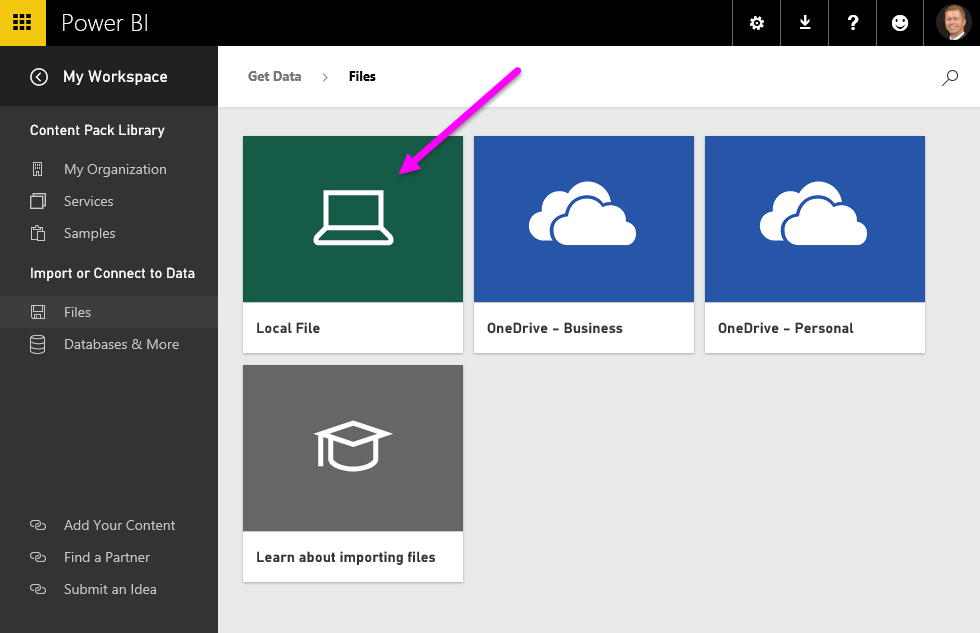 Power BI
?
My Workspace
Get Data > Files
Content Pack Library
My Organization
Services
Samples
Import or Connect to Data
Files
Databases & More
Local File
OneDrive – Business
OneDrive – Personal
Learn about importing files
Add Your Content
Find a Partner
Submit an Idea